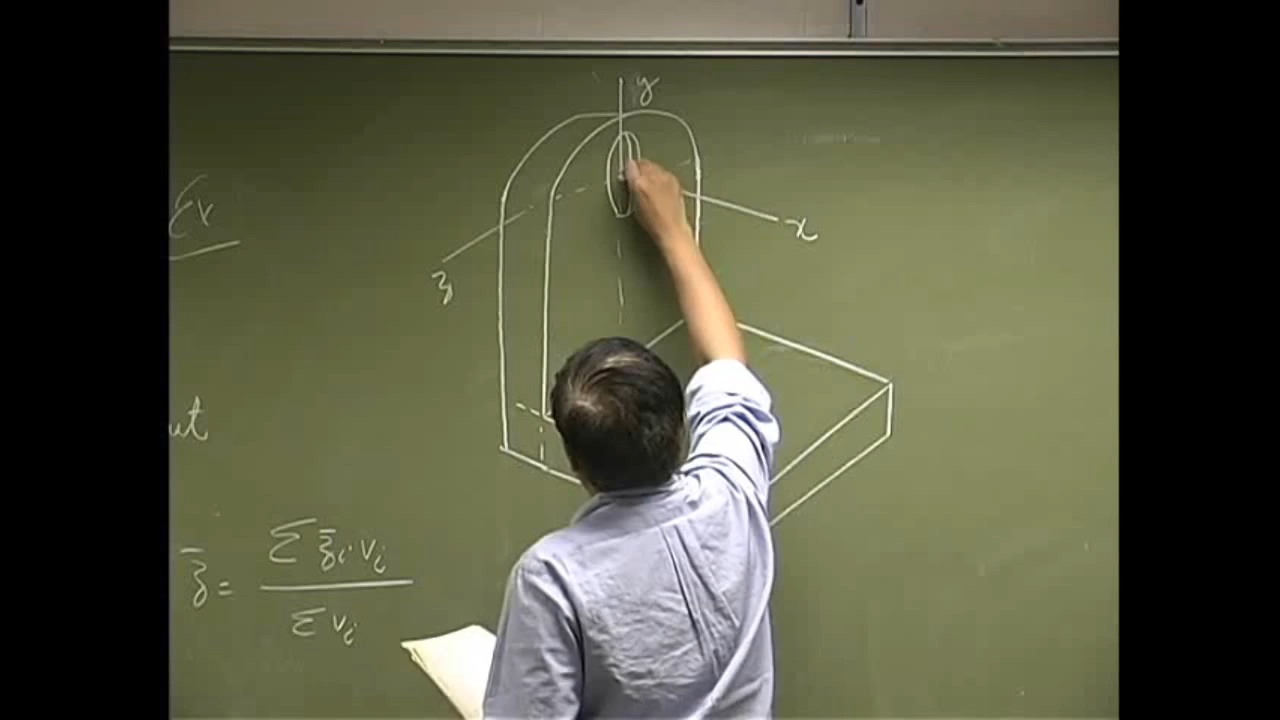 y
Ex
x
z
ut
z̄ = Σ z̄i vi / Σ vi